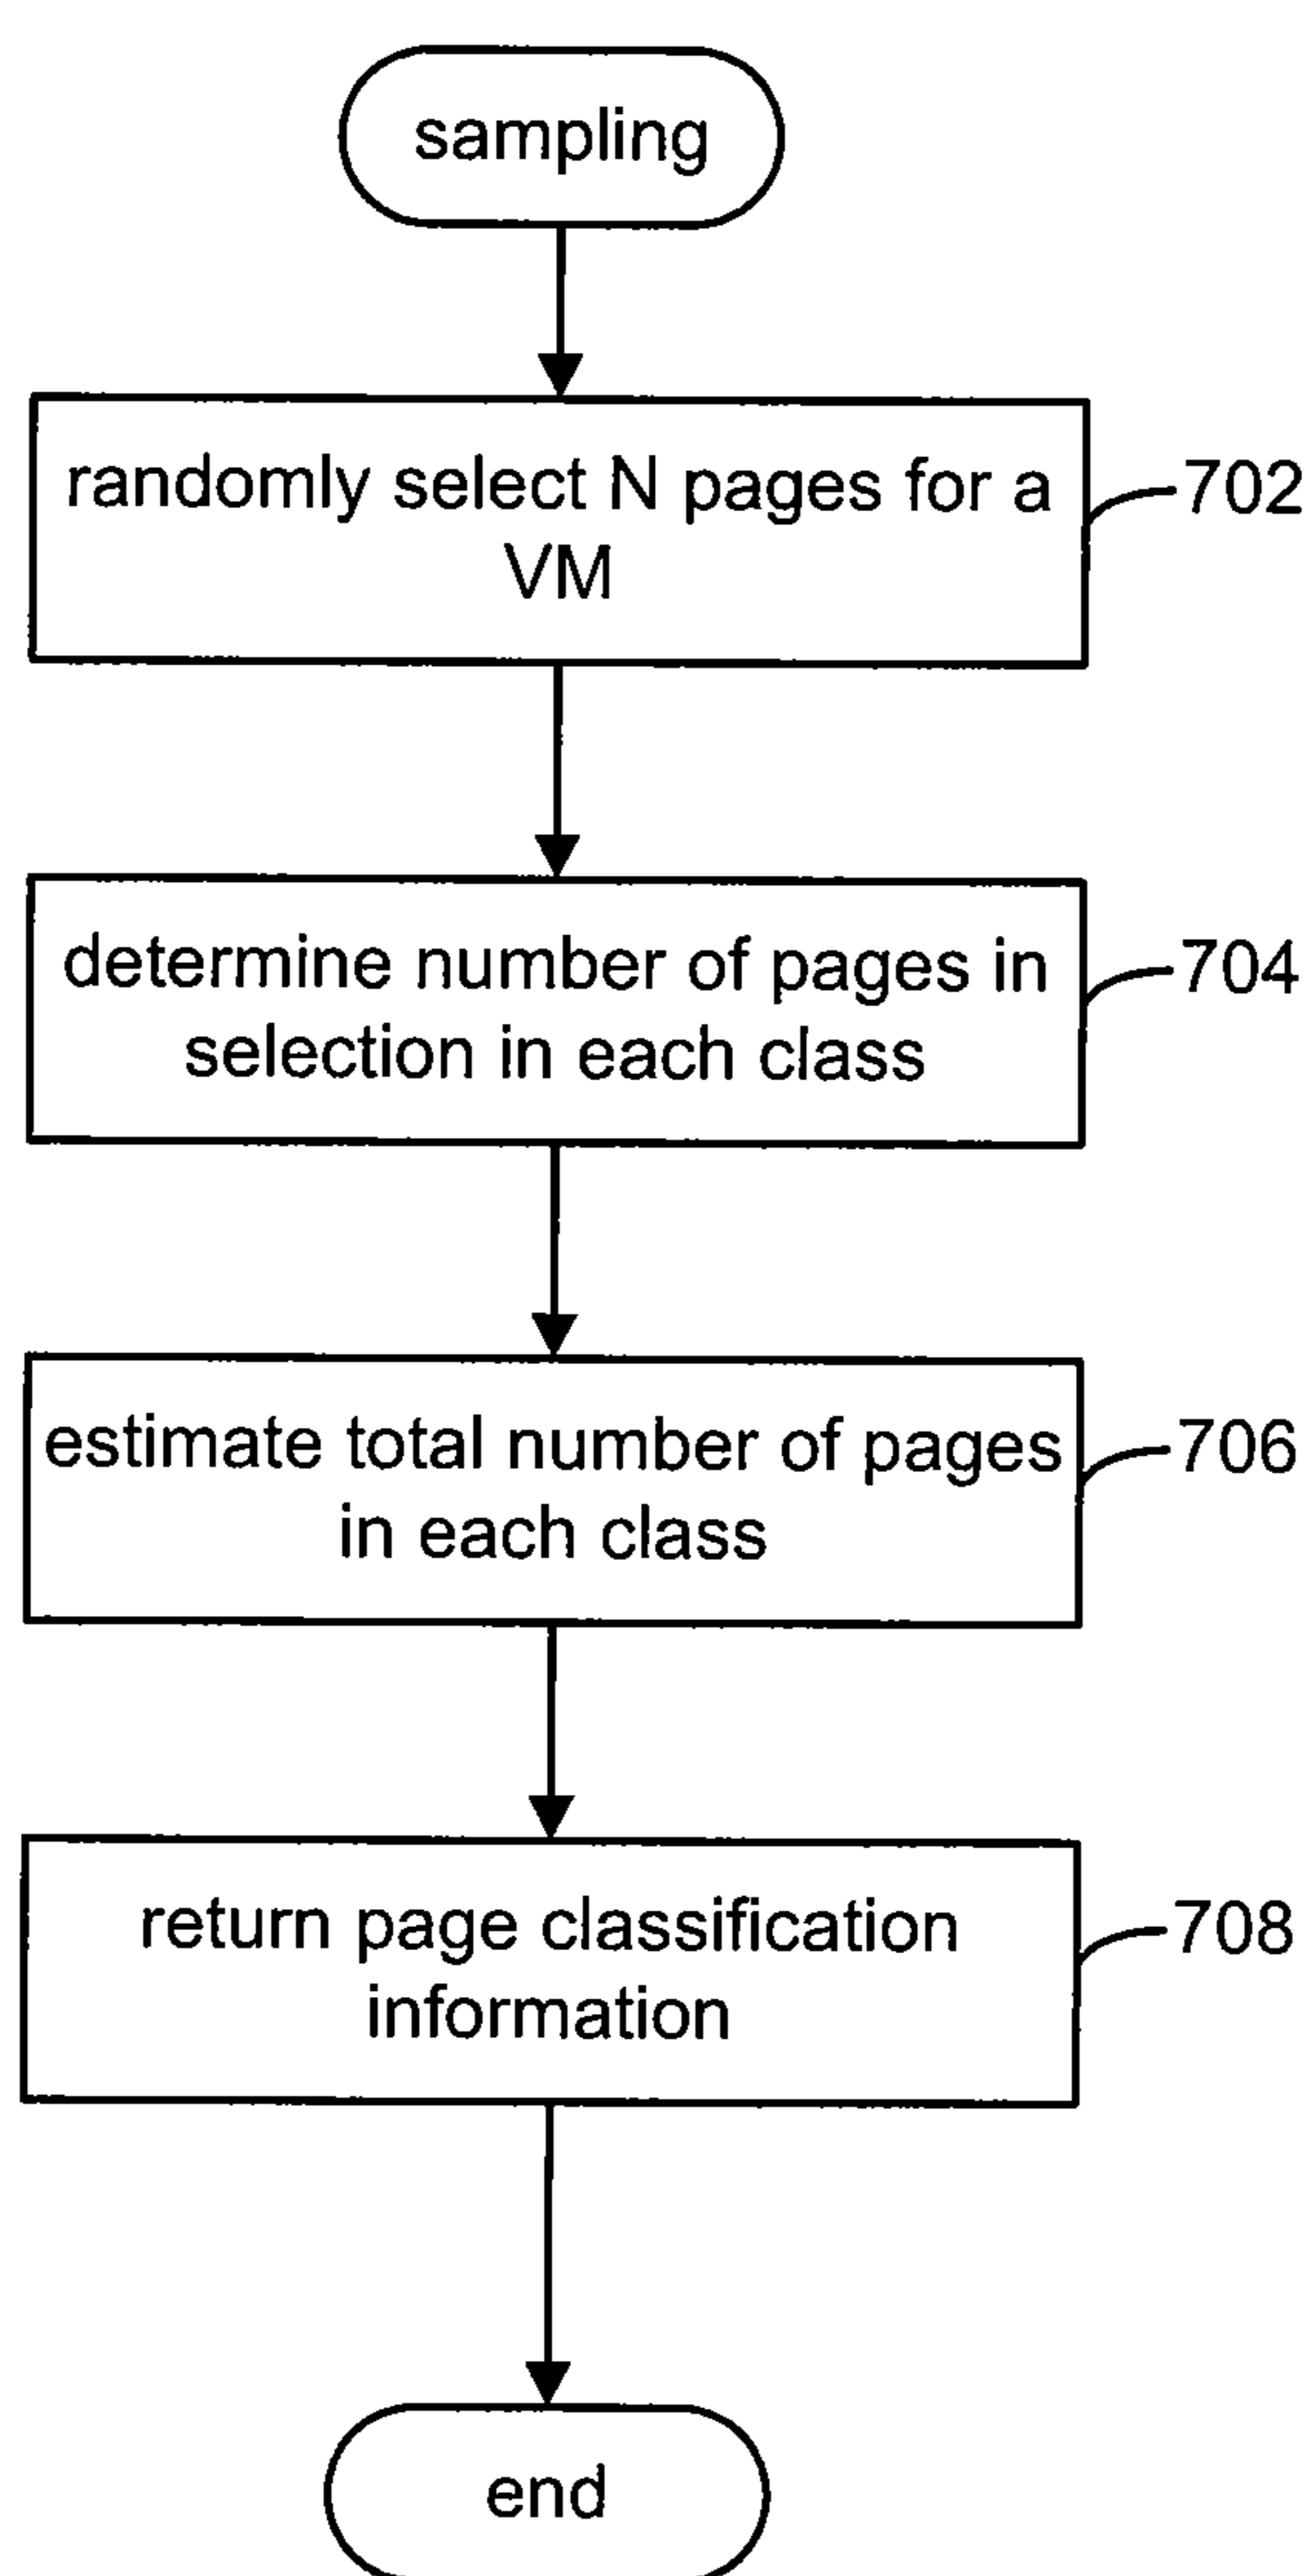 sampling
randomly select N pages for a
VM
702
determine number of pages in
selection in each class
704
estimate total number of pages
in each class
706
return page classification
information
708
end